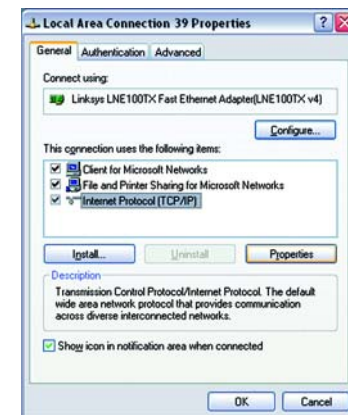 Local Area Connection 39 Properties
General Authentication Advanced
Connect using:
Linksys LNE100TX Fast Ethernet Adapter(LNE100TX v4)
Configure...
This connection uses the following items:
Client for Microsoft Networks
File and Printer Sharing for Microsoft Networks
Internet Protocol (TCP/IP)
Install... Uninstall Properties
Description
Transmission Control Protocol/Internet Protocol. The default
wide area network protocol that provides communication
across diverse interconnected networks.
Show icon in notification area when connected
OK Cancel